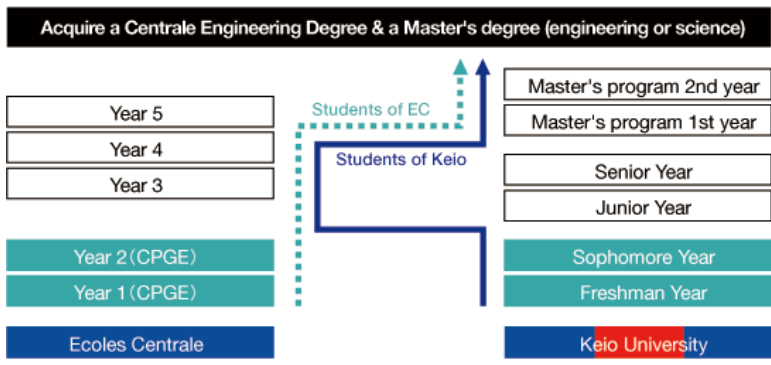 Acquire a Centrale Engineering Degree & a Master's degree (engineering or science)
Year 5
Year 4
Year 3
Year 2(CPGE)
Year 1(CPGE)
Ecoles Centrale
Students of EC
Students of Keio
Master's program 2nd year
Master's program 1st year
Senior Year
Junior Year
Sophomore Year
Freshman Year
Keio University